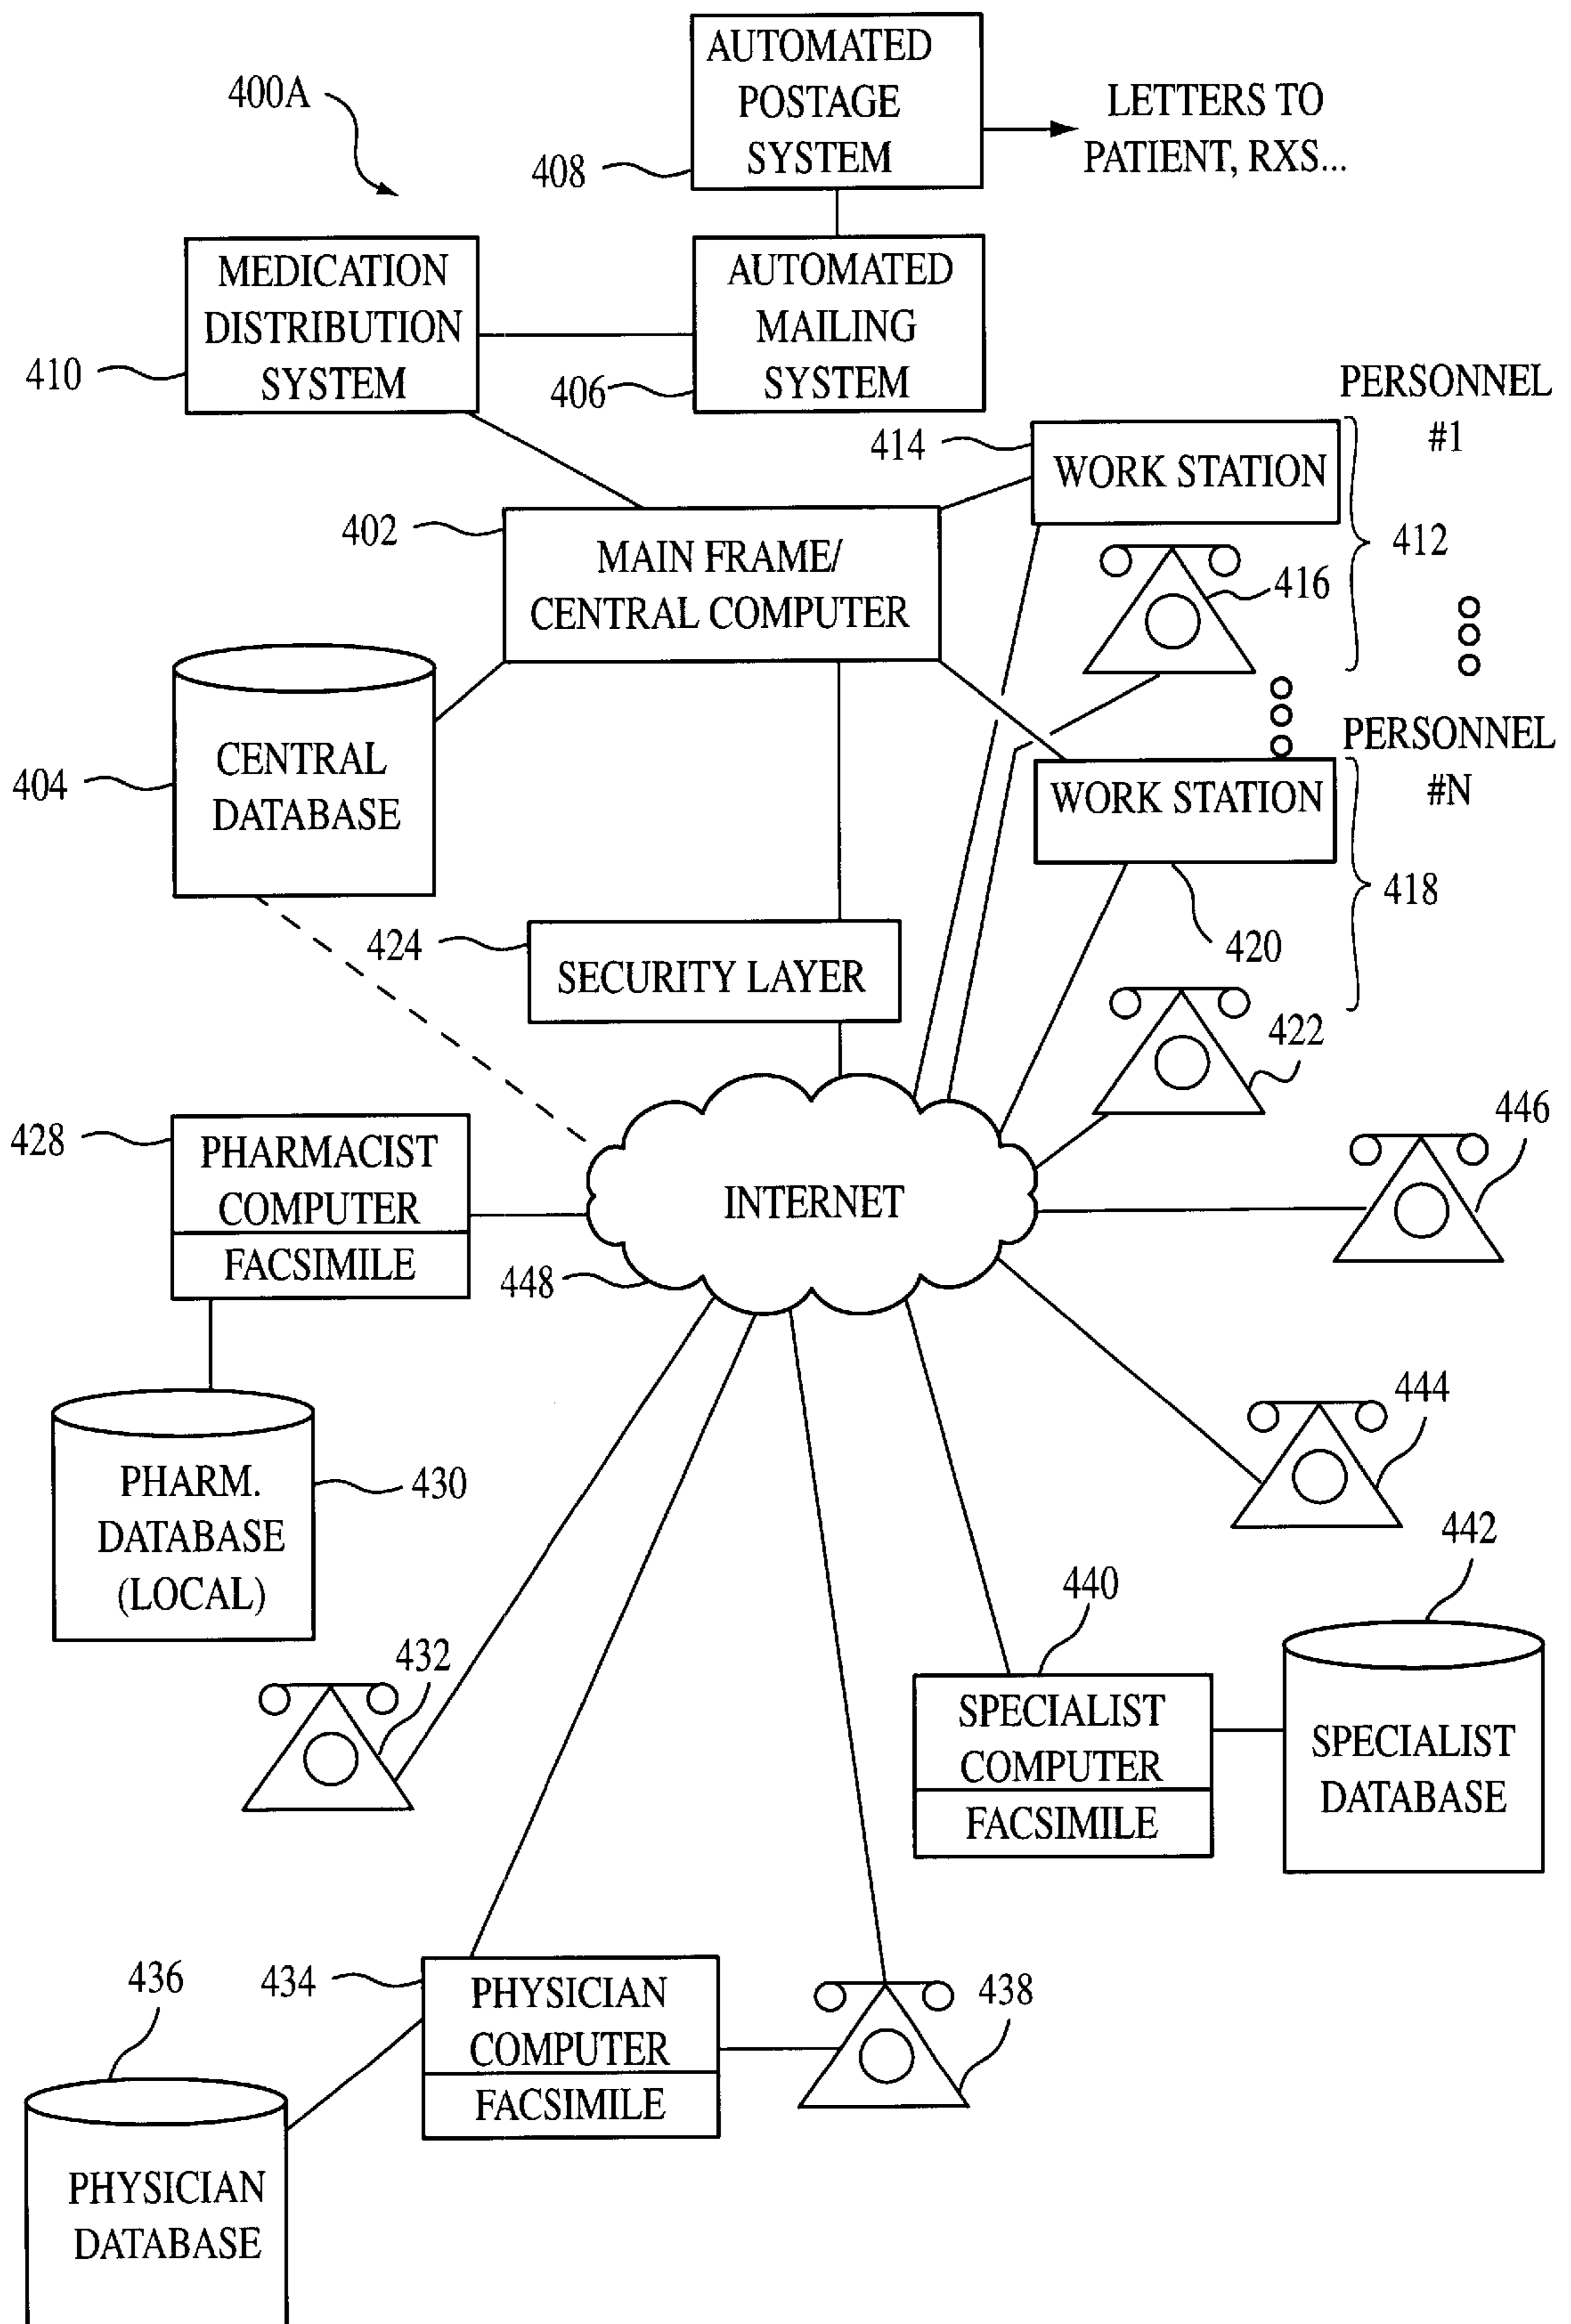 AUTOMATED
POSTAGE
SYSTEM
400A
LETTERS TO
PATIENT, RXS...
408
MEDICATION
DISTRIBUTION
SYSTEM
AUTOMATED
MAILING
SYSTEM
410
406
PERSONNEL
#1
414
WORK STATION
402
MAIN FRAME/
CENTRAL COMPUTER
412
416
CENTRAL
DATABASE
404
PERSONNEL
#N
WORK STATION
418
424
SECURITY LAYER
420
422
446
428
PHARMACIST
COMPUTER
FACSIMILE
INTERNET
448
444
PHARM.
DATABASE
(LOCAL)
430
442
440
432
SPECIALIST
COMPUTER
FACSIMILE
SPECIALIST
DATABASE
436
434
PHYSICIAN
COMPUTER
FACSIMILE
438
PHYSICIAN
DATABASE